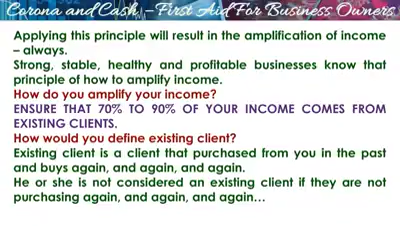 Corona and Cash – First Aid For Business Owners
Applying this principle will result in the amplification of income
– always.
Strong, stable, healthy and profitable businesses know that
principle of how to amplify income.
How do you amplify your income?
ENSURE THAT 70% TO 90% OF YOUR INCOME COMES FROM
EXISTING CLIENTS.
How would you define existing client?
Existing client is a client that purchased from you in the past
and buys again, and again, and again.
He or she is not considered an existing client if they are not
purchasing again, and again, and again…